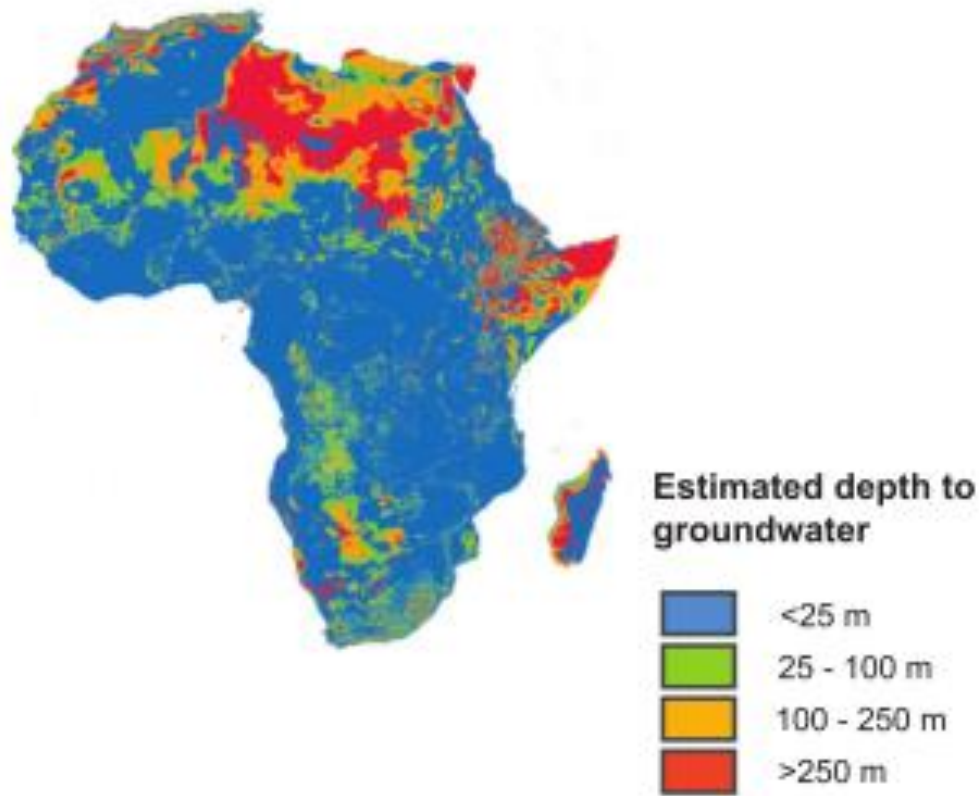 Estimated depth to
groundwater
<25 m
25 - 100 m
100 - 250 m
>250 m